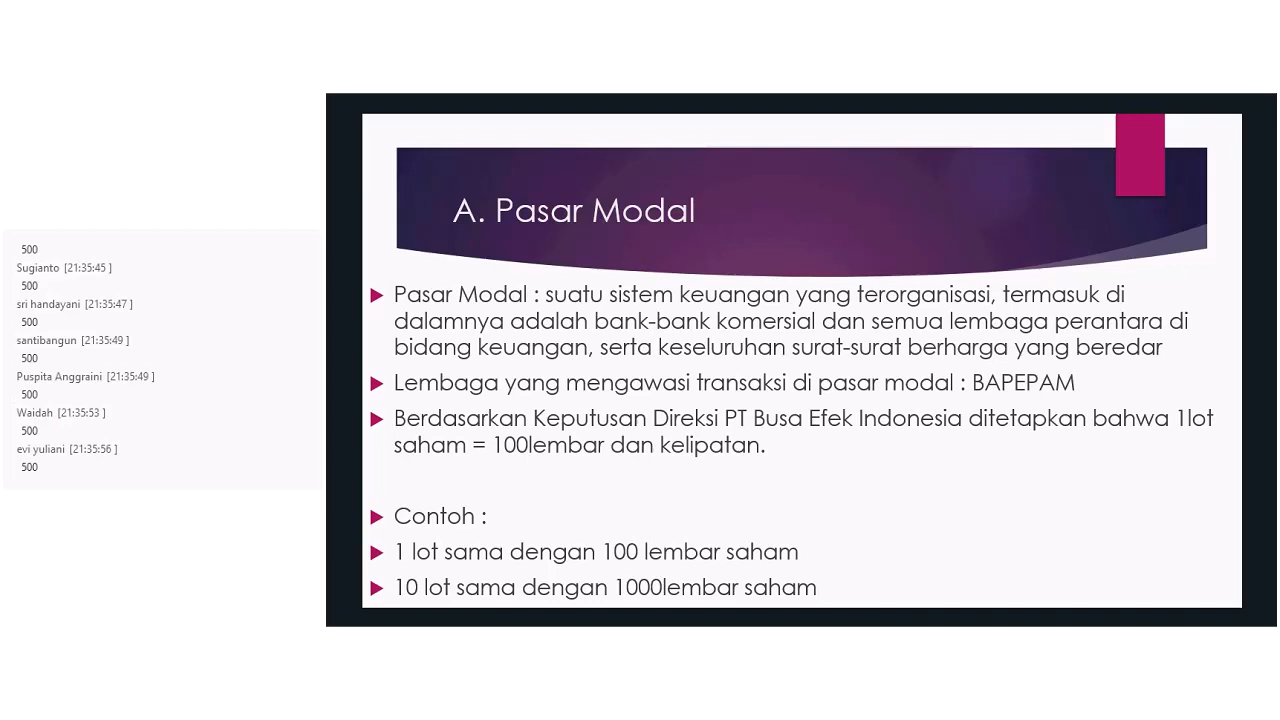 500
Sugianto [21:35:45 ]
500
sri handayani [21:35:47 ]
500
santibangun [21:35:49 ]
500
Puspita Anggraini [21:35:49 ]
500
Waidah [21:35:53 ]
500
evi yuliani [21:35:56 ]
500
A. Pasar Modal
Pasar Modal : suatu sistem keuangan yang terorganisasi, termasuk di
dalamnya adalah bank-bank komersial dan semua lembaga perantara di
bidang keuangan, serta keseluruhan surat-surat berharga yang beredar
Lembaga yang mengawasi transaksi di pasar modal : BAPEPAM
Berdasarkan Keputusan Direksi PT Busa Efek Indonesia ditetapkan bahwa 1lot
saham = 100lembar dan kelipatan.
Contoh :
1 lot sama dengan 100 lembar saham
10 lot sama dengan 1000lembar saham